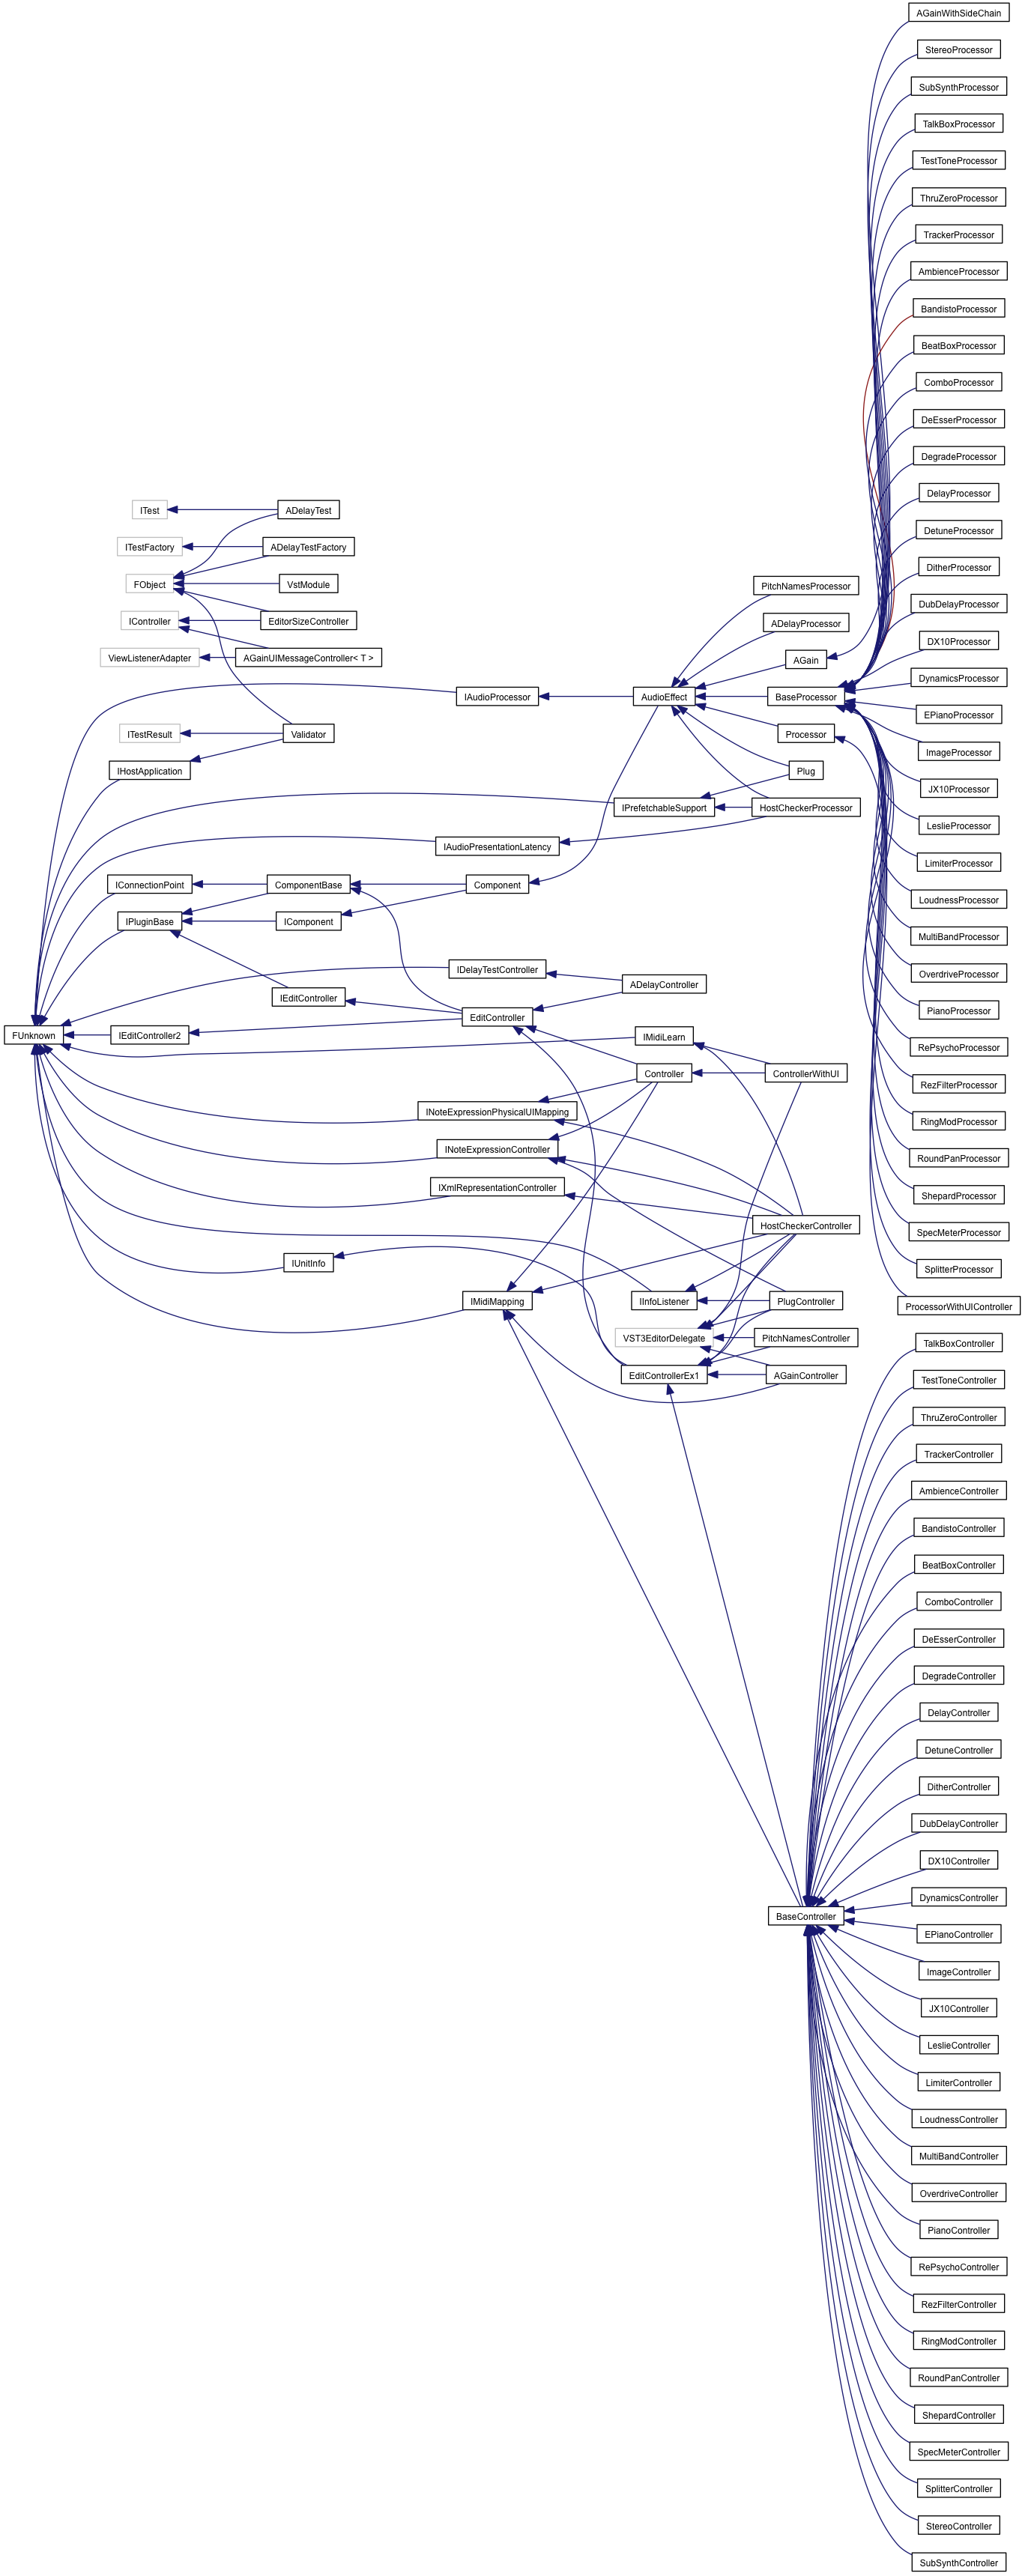 AGainWithSideChain
StereoProcessor
SubSynthProcessor
TalkBoxProcessor
TestToneProcessor
ThruZeroProcessor
TrackerProcessor
AmbienceProcessor
BandistoProcessor
BeatBoxProcessor
ComboProcessor
DeEsserProcessor
DegradeProcessor
DelayProcessor
DetuneProcessor
DitherProcessor
DubDelayProcessor
DX10Processor
DynamicsProcessor
EPianoProcessor
ImageProcessor
JX10Processor
LeslieProcessor
LimiterProcessor
LoudnessProcessor
MultiBandProcessor
OverdriveProcessor
PianoProcessor
RePsychoProcessor
RezFilterProcessor
RingModProcessor
RoundPanProcessor
ShepardProcessor
SpecMeterProcessor
SplitterProcessor
ProcessorWithUIController
ITest
ADelayTest
ITestFactory
ADelayTestFactory
FObject
VstModule
IController
EditorSizeController
ViewListenerAdapter
AGainUIMessageController< T >
ITestResult
Validator
IHostApplication
PitchNamesProcessor
ADelayProcessor
AGain
IAudioProcessor
AudioEffect
BaseProcessor
Processor
Plug
IPrefetchableSupport
HostCheckerProcessor
IAudioPresentationLatency
IConnectionPoint
ComponentBase
Component
IPluginBase
IComponent
IDelayTestController
ADelayController
IEditController
EditController
FUnknown
IEditController2
IMidiLearn
Controller
ControllerWithUI
INoteExpressionPhysicalUIMapping
INoteExpressionController
IXmlRepresentationController
HostCheckerController
IUnitInfo
IMidiMapping
IInfoListener
PlugController
VST3EditorDelegate
PitchNamesController
EditControllerEx1
AGainController
BaseController
TalkBoxController
TestToneController
ThruZeroController
TrackerController
AmbienceController
BandistoController
BeatBoxController
ComboController
DeEsserController
DegradeController
DelayController
DetuneController
DitherController
DubDelayController
DX10Controller
DynamicsController
EPianoController
ImageController
JX10Controller
LeslieController
LimiterController
LoudnessController
MultiBandController
OverdriveController
PianoController
RePsychoController
RezFilterController
RingModController
RoundPanController
ShepardController
SpecMeterController
SplitterController
StereoController
SubSynthController